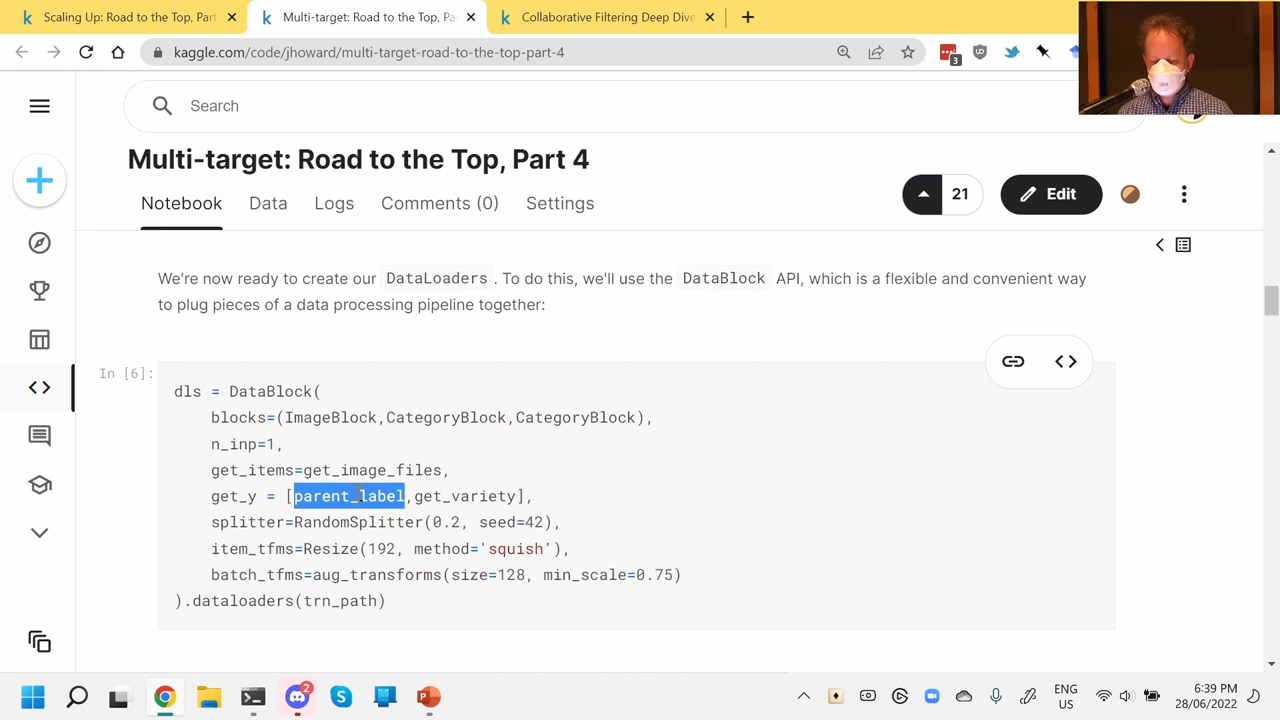 Scaling Up: Road to the Top, Part
Multi-target: Road to the Top, Pa
Collaborative Filtering Deep Dive
kaggle.com/code/jhoward/multi-target-road-to-the-top-part-4
3
Search
Multi-target: Road to the Top, Part 4
Notebook
Data
Logs
Comments (0)
Settings
21
Edit
We're now ready to create our DataLoaders. To do this, we'll use the DataBlock API, which is a flexible and convenient way
to plug pieces of a data processing pipeline together:
In [6]:
dls = DataBlock(
    blocks=(ImageBlock,CategoryBlock,CategoryBlock),
    n_inp=1,
    get_items=get_image_files,
    get_y = [parent_label,get_variety],
    splitter=RandomSplitter(0.2, seed=42),
    item_tfms=Resize(192, method='squish'),
    batch_tfms=aug_transforms(size=128, min_scale=0.75)
).dataloaders(trn_path)
2
ENG
US
6:39 PM
28/06/2022